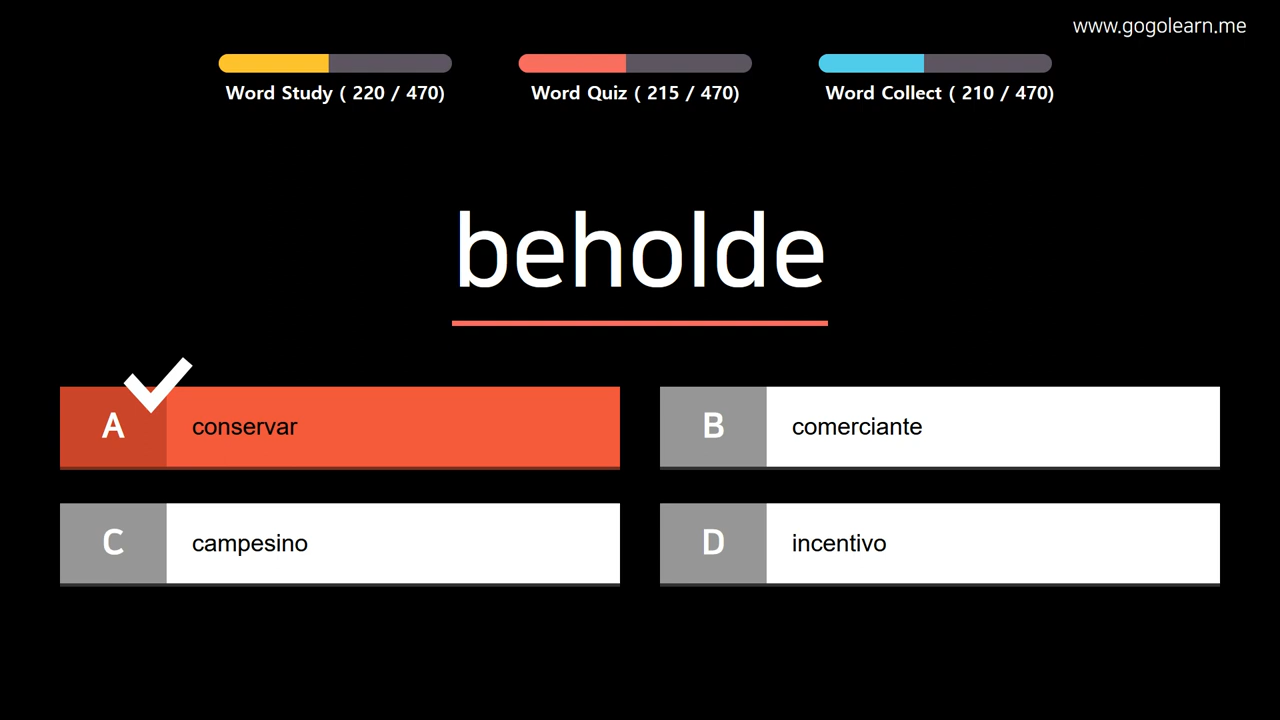 www.gogolearn.me
Word Study ( 220 / 470)
Word Quiz ( 215 / 470)
Word Collect ( 210 / 470)
beholde
A conservar
B comerciante
C campesino
D incentivo